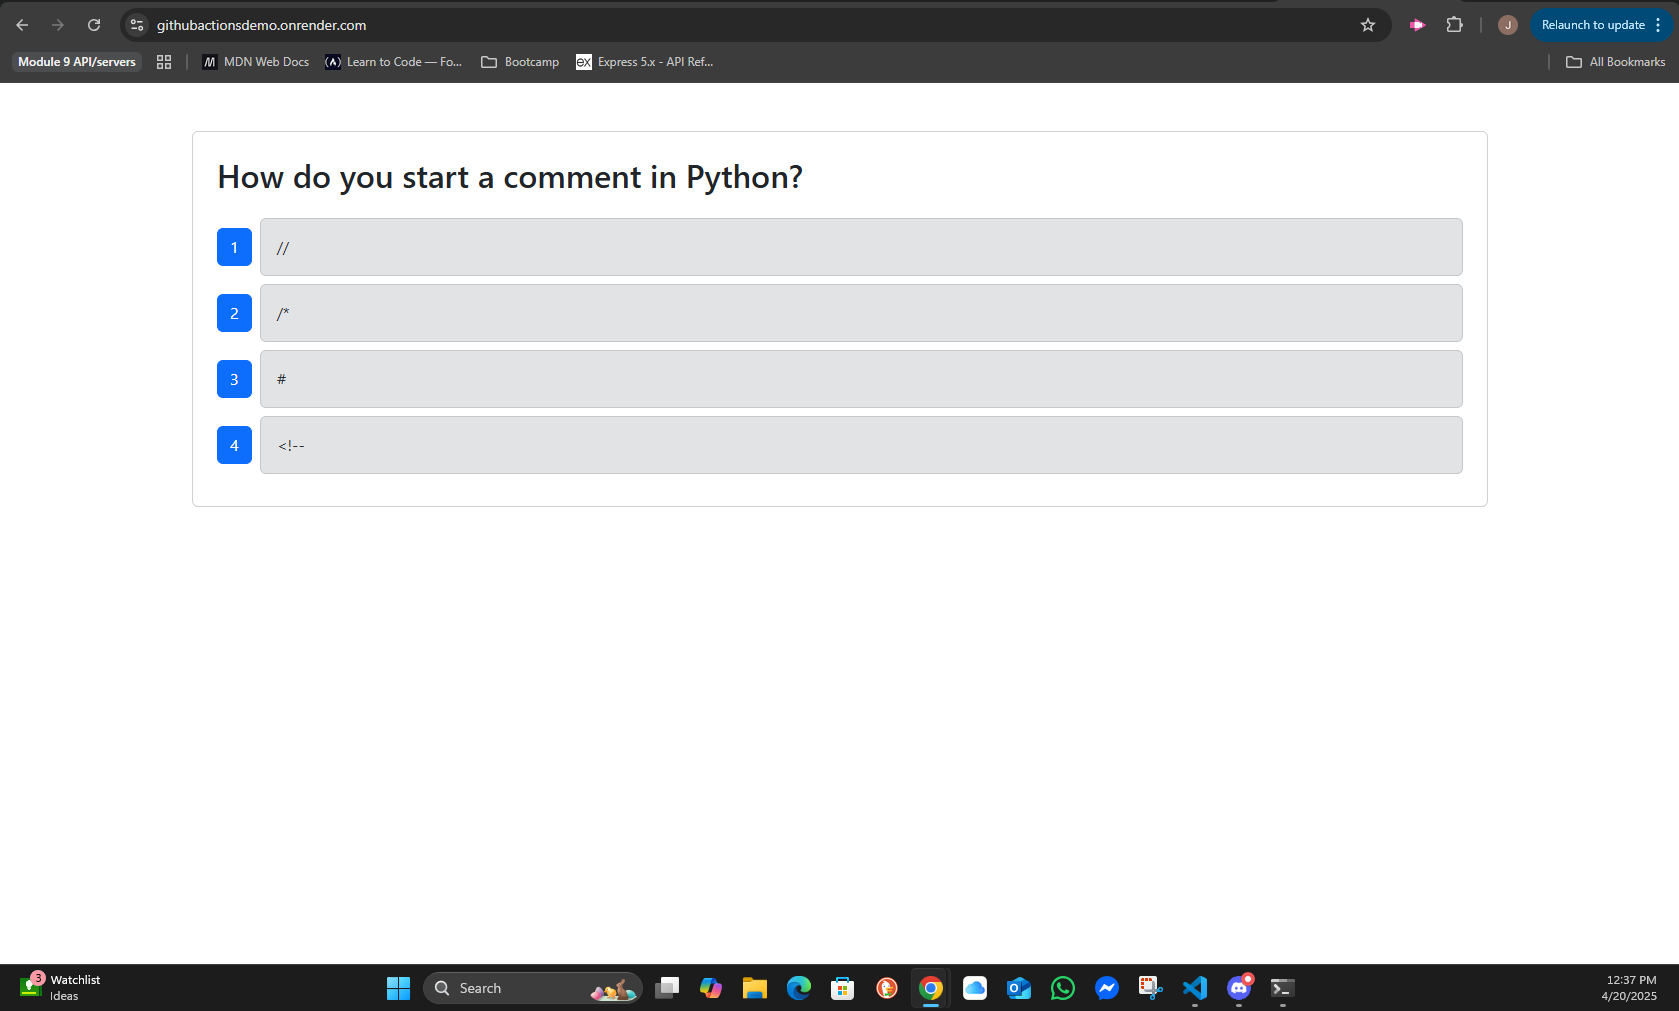 githubactionsdemo.onrender.com
J
Relaunch to update
Module 9 API/servers
MDN Web Docs
Learn to Code — Fo...
Bootcamp
Express 5.x - API Ref...
All Bookmarks
How do you start a comment in Python?
1 //
2 /*
3 #
4 <!--
3
Watchlist
Ideas
Search
12:37 PM
4/20/2025